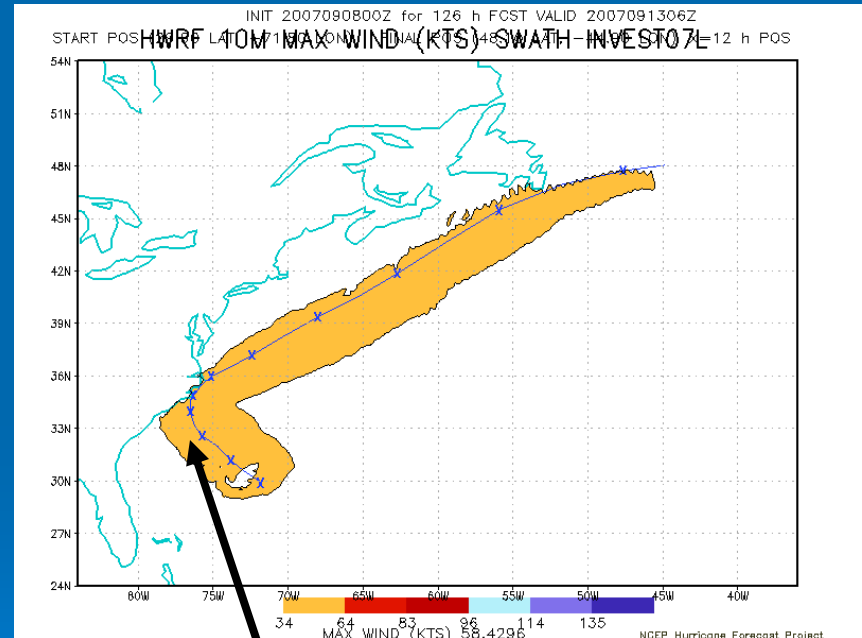 INIT 2007090800Z for 126 h FCST VALID 2007091306Z
START POS
HWRF 10M MAX WIND (KTS) SWATH INVEST07L
=12 h POS
54N
51N
48N
45N
42N
39N
36N
33N
30N
27N
24N
80W 75W 70W 65W 60W 55W 50W 45W 40W
34 64 83 96 114 135
MAX WIND (KTS) 58.4296
NCEP Hurricane Forecast Project